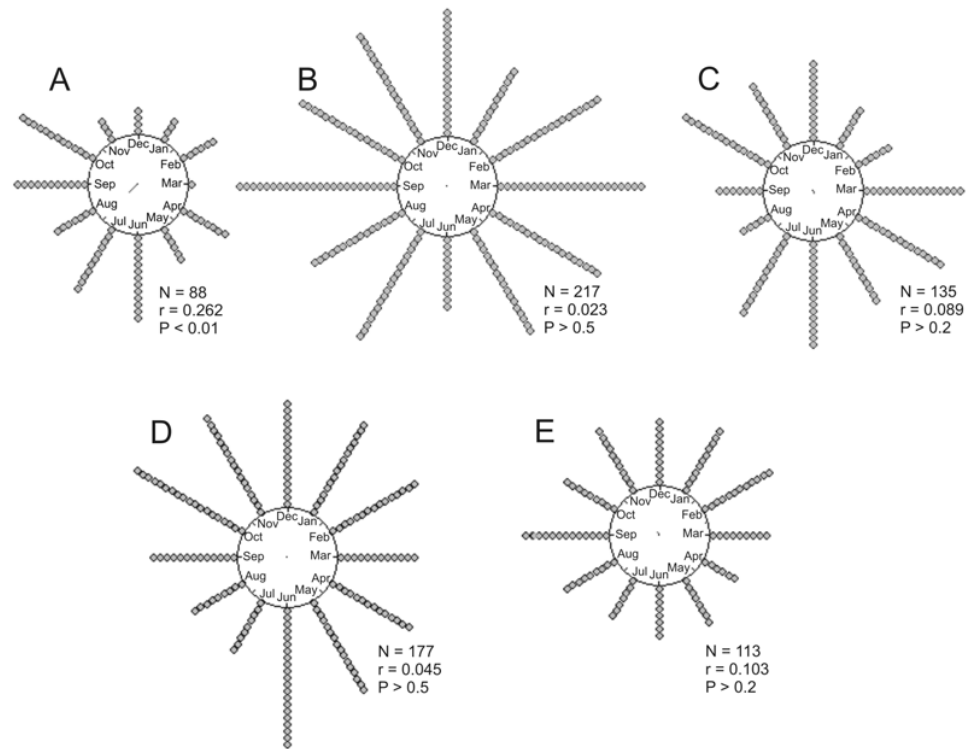 A
Dec
Jan
Feb
Mar
Apr
May
Jun
Jul
Aug
Sep
Oct
Nov
N = 88
r = 0.262
P < 0.01
B
Dec
Jan
Feb
Mar
Apr
May
Jun
Jul
Aug
Sep
Oct
Nov
N = 217
r = 0.023
P > 0.5
C
Dec
Jan
Feb
Mar
Apr
May
Jun
Jul
Aug
Sep
Oct
Nov
N = 135
r = 0.089
P > 0.2
D
Dec
Jan
Feb
Mar
Apr
May
Jun
Jul
Aug
Sep
Oct
Nov
N = 177
r = 0.045
P > 0.5
E
Dec
Jan
Feb
Mar
Apr
May
Jun
Jul
Aug
Sep
Oct
Nov
N = 113
r = 0.103
P > 0.2